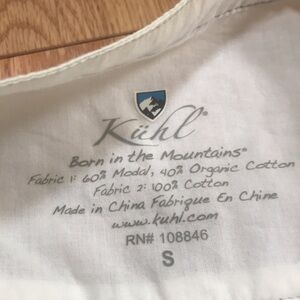 Kühl®
Born in the Mountains®
Fabric 1: 60% Modal, 40% Organic Cotton
Fabric 2: 100% Cotton
Made in China Fabrique En Chine
www.kuhl.com
RN# 108846
S